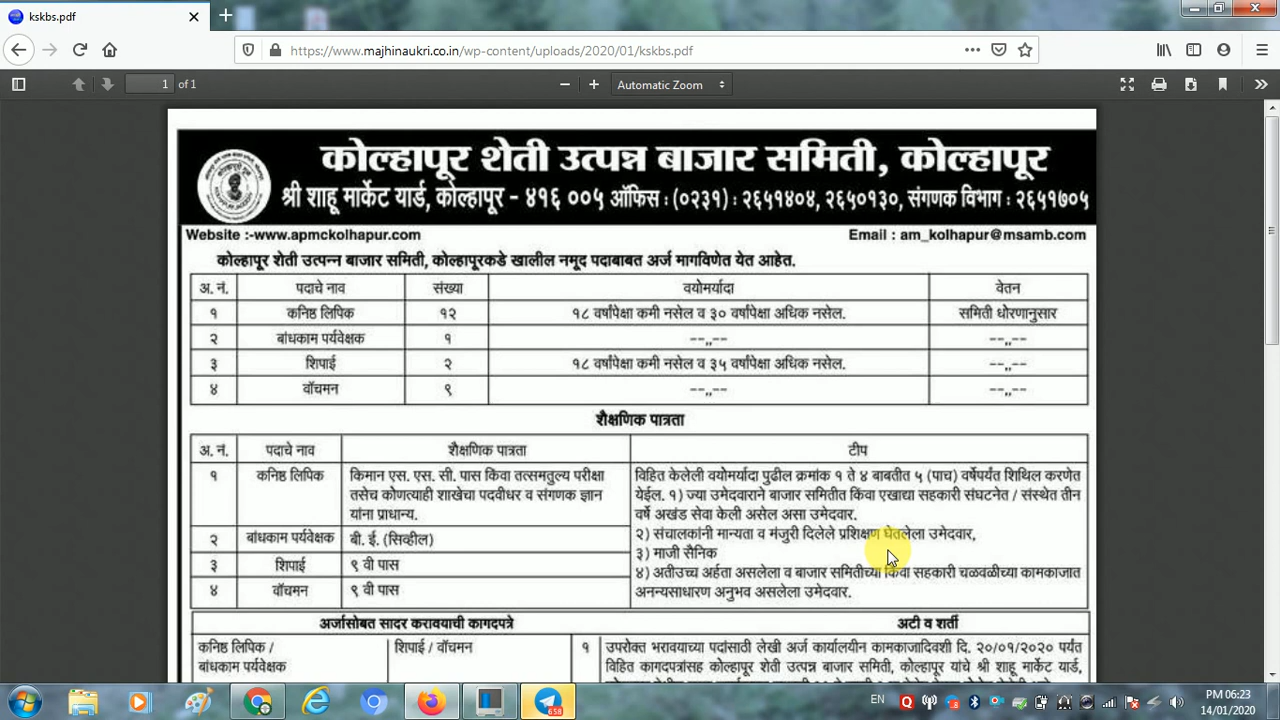 kskbs.pdf
https://www.majhinaukri.co.in/wp-content/uploads/2020/01/kskbs.pdf
1 of 1
Automatic Zoom
कोल्हापूर शेती उत्पन्न बाजार समिती, कोल्हापूर
श्री शाहू मार्केट यार्ड, कोल्हापूर - ४१६ ००५ ऑफिस : (०२३१) : २६५१४०४, २६५०१३०, संगणक विभाग : २६५१७०५
Website :-www.apmckolhapur.com Email : am_kolhapur@msamb.com
कोल्हापूर शेती उत्पन्न बाजार समिती, कोल्हापूरकडे खालील नमूद पदाबाबत अर्ज मागविणेत येत आहेत.
अ. नं. पदाचे नाव संख्या वयोमर्यादा वेतन
१ कनिष्ठ लिपिक १२ १८ वर्षांपेक्षा कमी नसेल व ३० वर्षांपेक्षा अधिक नसेल. समिती धोरणानुसार
२ बांधकाम पर्यवेक्षक १ --,,-- --,,--
३ शिपाई २ १८ वर्षांपेक्षा कमी नसेल व ३५ वर्षांपेक्षा अधिक नसेल. --,,--
४ वॉचमन ९ --,,-- --,,--
शैक्षणिक पात्रता
अ. नं. पदाचे नाव शैक्षणिक पात्रता टीप
१ कनिष्ठ लिपिक किमान एस. एस. सी. पास किंवा तत्समतुल्य परीक्षा विहित केलेली वयोमर्यादा पुढील क्रमांक १ ते ४ बाबतीत ५ (पाच) वर्षेपर्यंत शिथिल करणेत
तसेच कोणत्याही शाखेचा पदवीधर व संगणक ज्ञान येईल. १) ज्या उमेदवाराने बाजार समितीत किंवा एखाद्या सहकारी संघटनेत / संस्थेत तीन
यांना प्राधान्य. वर्षे अखंड सेवा केली असेल असा उमेदवार.
२ बांधकाम पर्यवेक्षक बी. ई. (सिव्हील) २) संचालकांनी मान्यता व मंजुरी दिलेले प्रशिक्षण घेतलेला उमेदवार,
३) माजी सैनिक
३ शिपाई ९ वी पास ४) अतीउच्च अर्हता असलेला व बाजार समितीच्या किंवा सहकारी चळवळीच्या कामकाजात
४ वॉचमन ९ वी पास अनन्यसाधारण अनुभव असलेला उमेदवार.
अर्जासोबत सादर करावयाची कागदपत्रे अटी व शर्ती
कनिष्ठ लिपिक / शिपाई / वॉचमन १ उपरोक्त भरावयाच्या पदांसाठी लेखी अर्ज कार्यालयीन कामकाजादिवशी दि. २०/०१/२०२० पर्यंत
बांधकाम पर्यवेक्षक विहित कागदपत्रांसह कोल्हापूर शेती उत्पन्न बाजार समिती, कोल्हापूर यांचे श्री शाहू मार्केट यार्ड,
658
EN
PM 06:23
14/01/2020